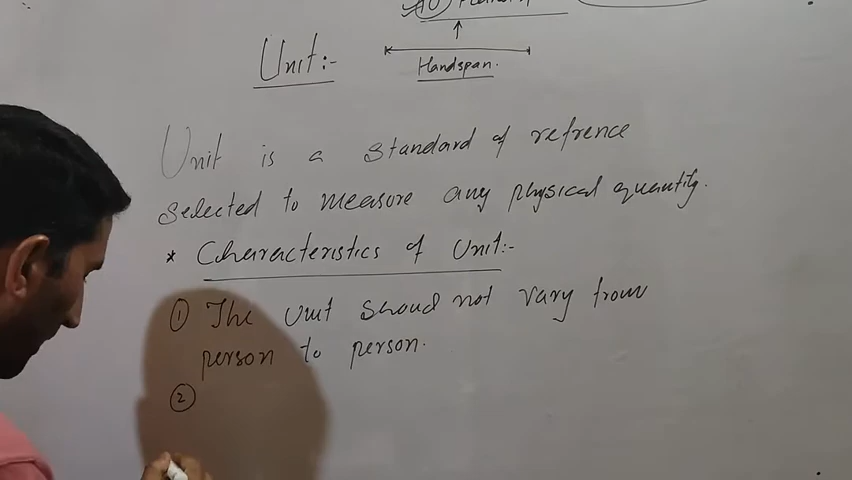 Unit:-
Handspan.
Unit is a standard of refrence
selected to measure any physical quantity.
* Characteristics of Unit:-
① The unit shoud not vary from
person to person.
②